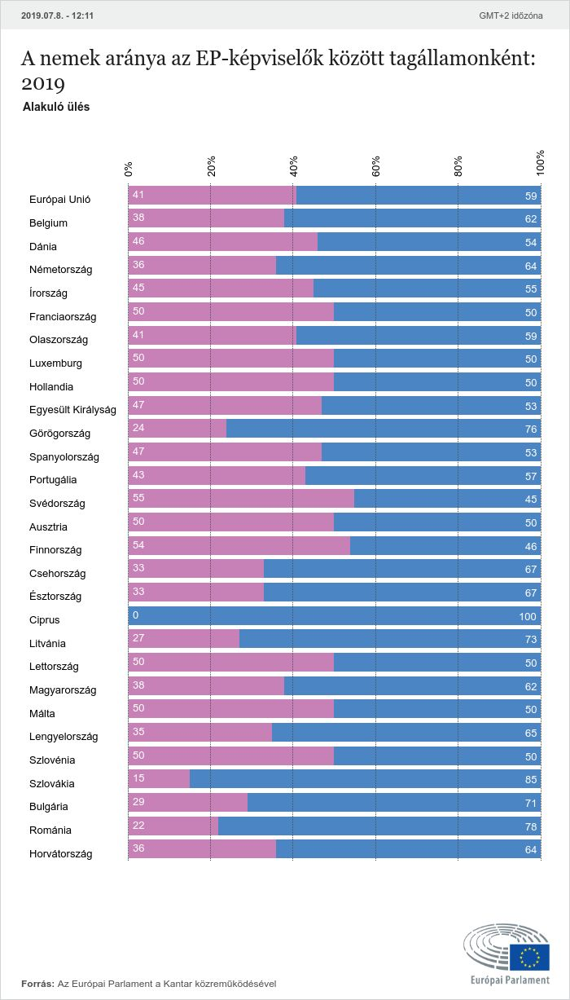 2019.07.8. - 12:11
GMT+2 időzóna
A nemek aránya az EP-képviselők között tagállamonként:
2019
Alakuló ülés
0% 20% 40% 60% 80% 100%
Európai Unió 41 59
Belgium 38 62
Dánia 46 54
Németország 36 64
Írország 45 55
Franciaország 50 50
Olaszország 41 59
Luxemburg 50 50
Hollandia 50 50
Egyesült Királyság 47 53
Görögország 24 76
Spanyolország 47 53
Portugália 43 57
Svédország 55 45
Ausztria 50 50
Finnország 54 46
Csehország 33 67
Észtország 33 67
Ciprus 0 100
Litvánia 27 73
Lettország 50 50
Magyarország 38 62
Málta 50 50
Lengyelország 35 65
Szlovénia 50 50
Szlovákia 15 85
Bulgária 29 71
Románia 22 78
Horvátország 36 64
Európai Parlament
Forrás: Az Európai Parlament a Kantar közreműködésével